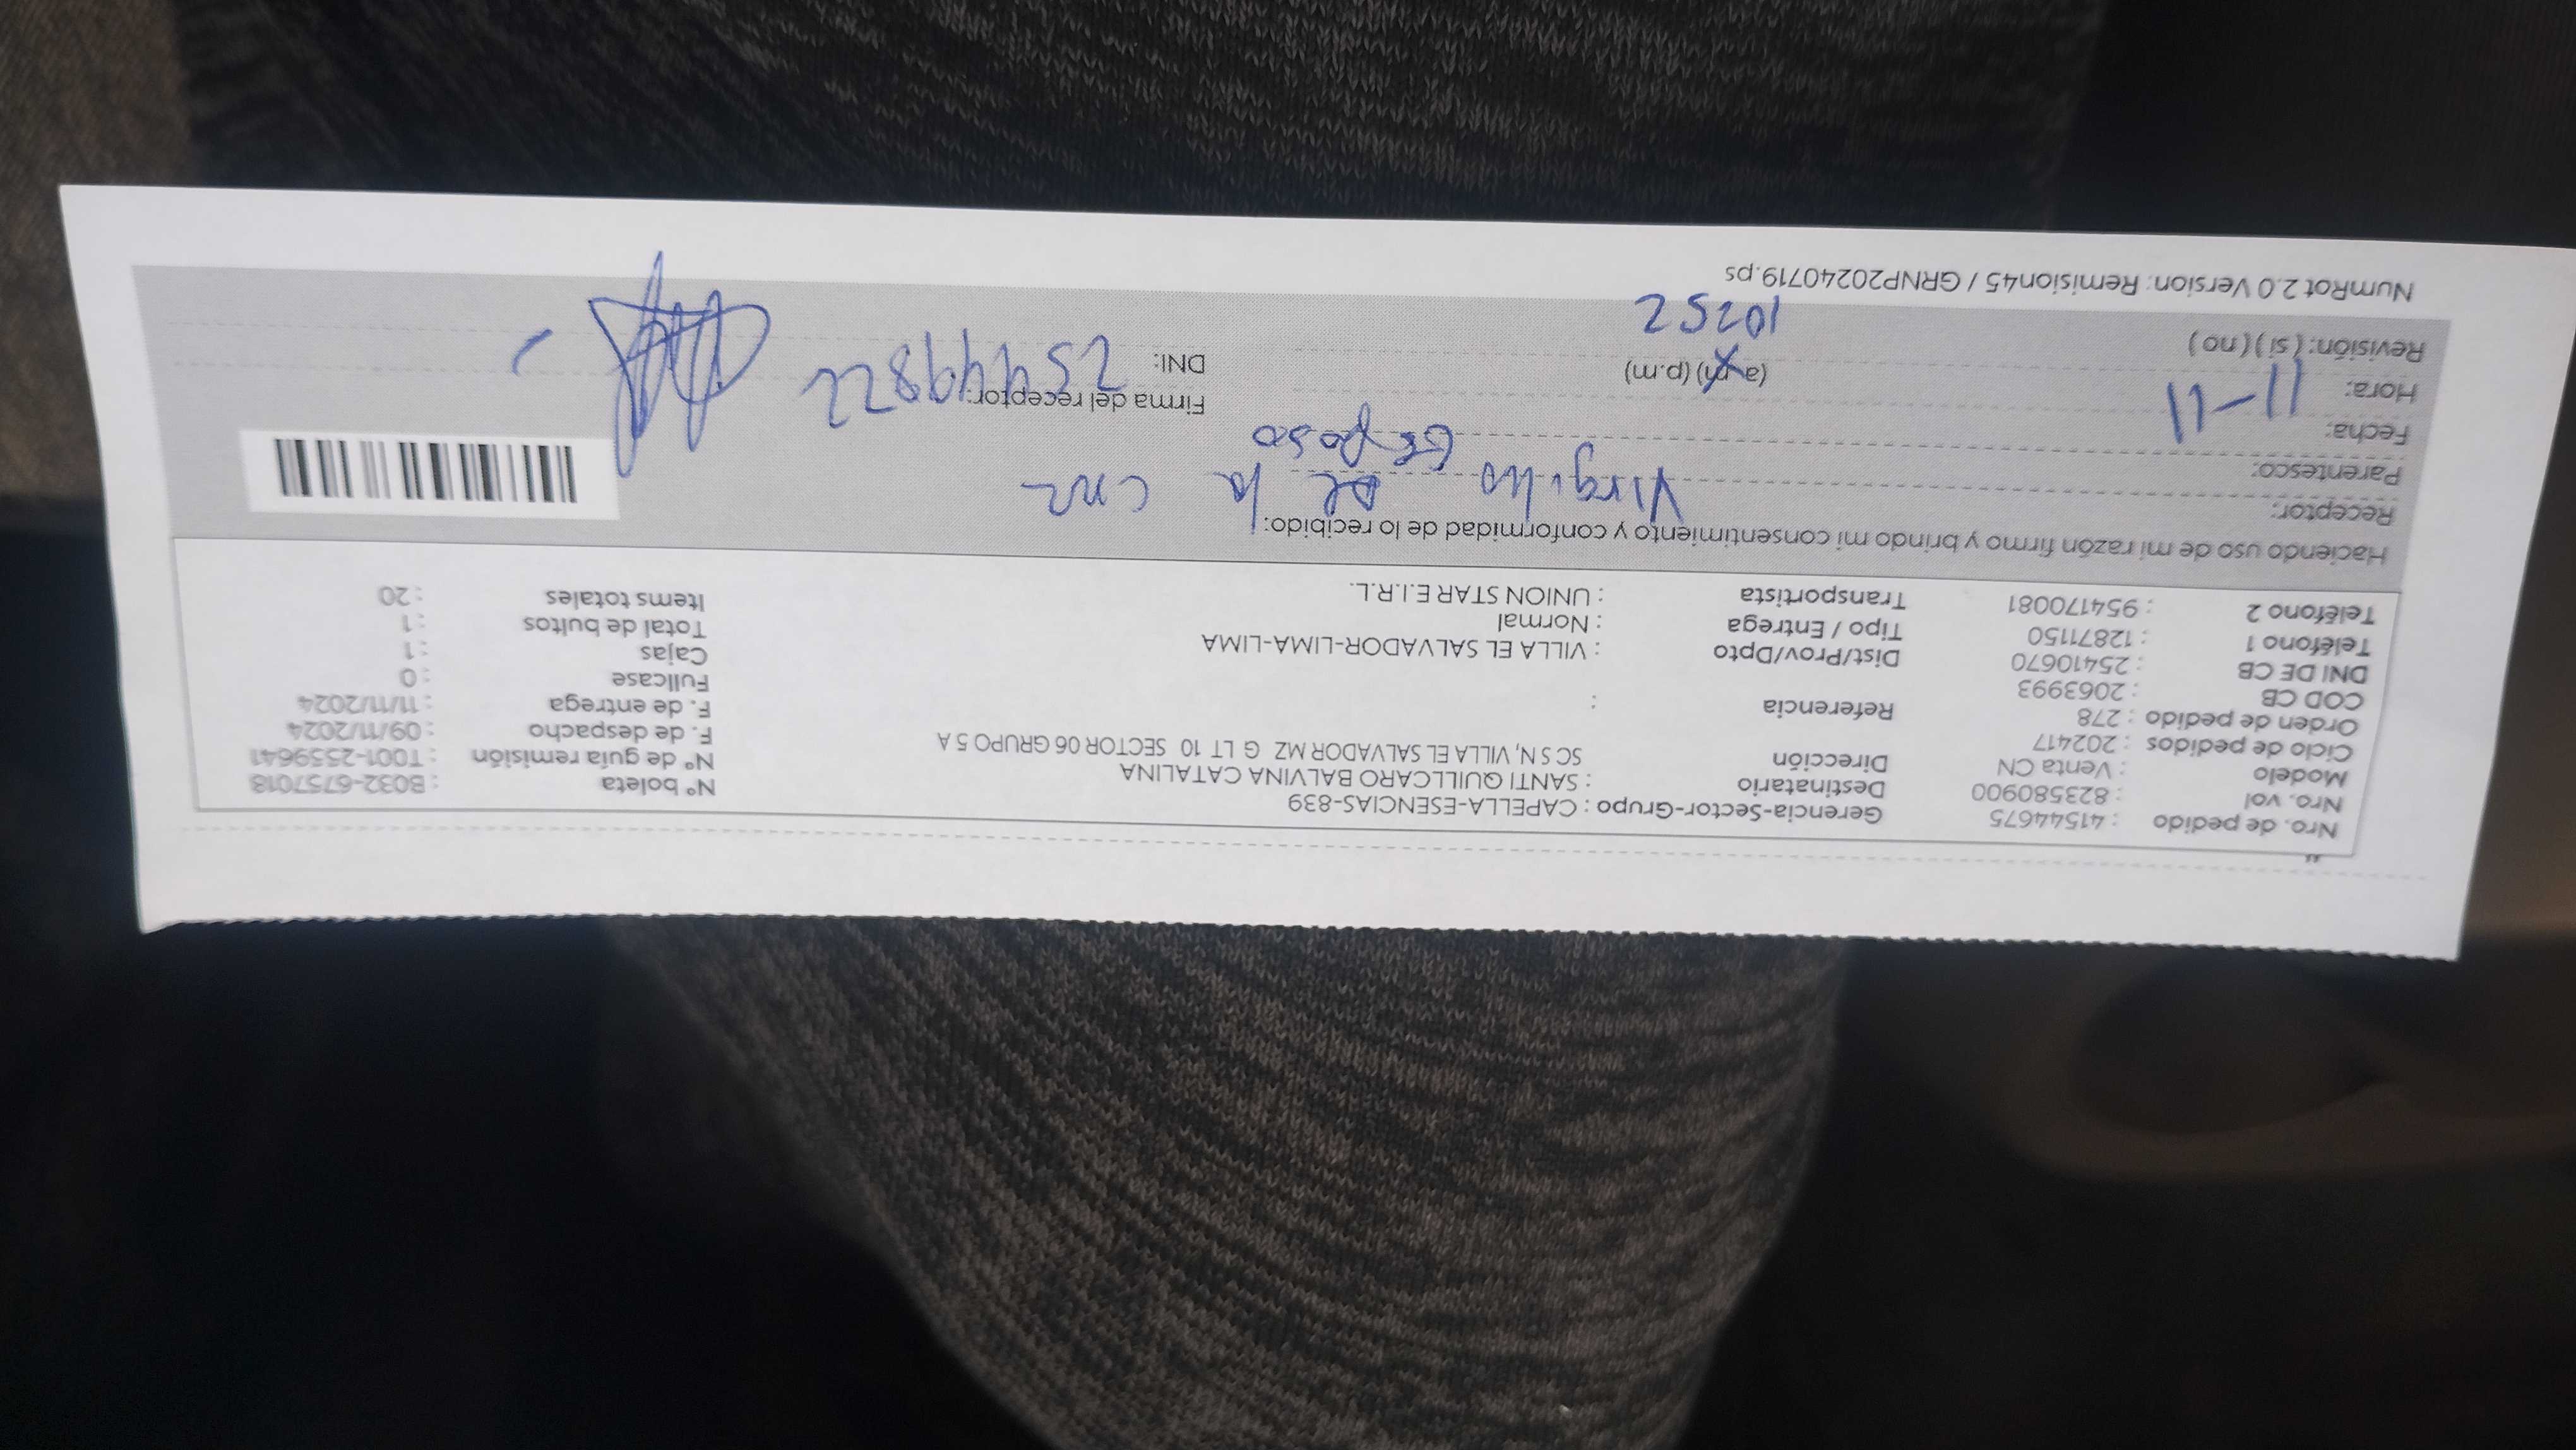 Nro. de pedido : 41544675 Gerencia-Sector-Grupo : CAPELLA-ESENCIAS-839 N° boleta : B032-6757018
Nro. vol : 823580900 Destinatario : SANTI QUILLCARO BALVINA CATALINA N° de guía remisión : T001-2559641
Modelo : Venta CN Dirección SC S N, VILLA EL SALVADOR MZ G LT 10 SECTOR 06 GRUPO 5 A F. de despacho : 09/11/2024
Ciclo de pedidos : 202417 F. de entrega : 11/11/2024
Orden de pedido : 278 Referencia : Fullcase : 0
COD CB : 2063993 Cajas : 1
DNI DE CB : 25410670 Dist/Prov/Dpto : VILLA EL SALVADOR-LIMA-LIMA Total de bultos : 1
Teléfono 1 : 12871150 Tipo / Entrega : Normal Items totales : 20
Teléfono 2 : 954170081 Transportista : UNION STAR E.I.R.L.
Haciendo uso de mi razón firmo y brindo mi consentimiento y conformidad de lo recibido:
Receptor: Virgilio de la
Parentesco: Esposo
Fecha: 11-11 Firma del receptor:
Hora: (a.m) (p.m) DNI:
Revisión: (si) (no) 10252
NumRot 2.0 Version: Remision45 / GRNP20240719.ps